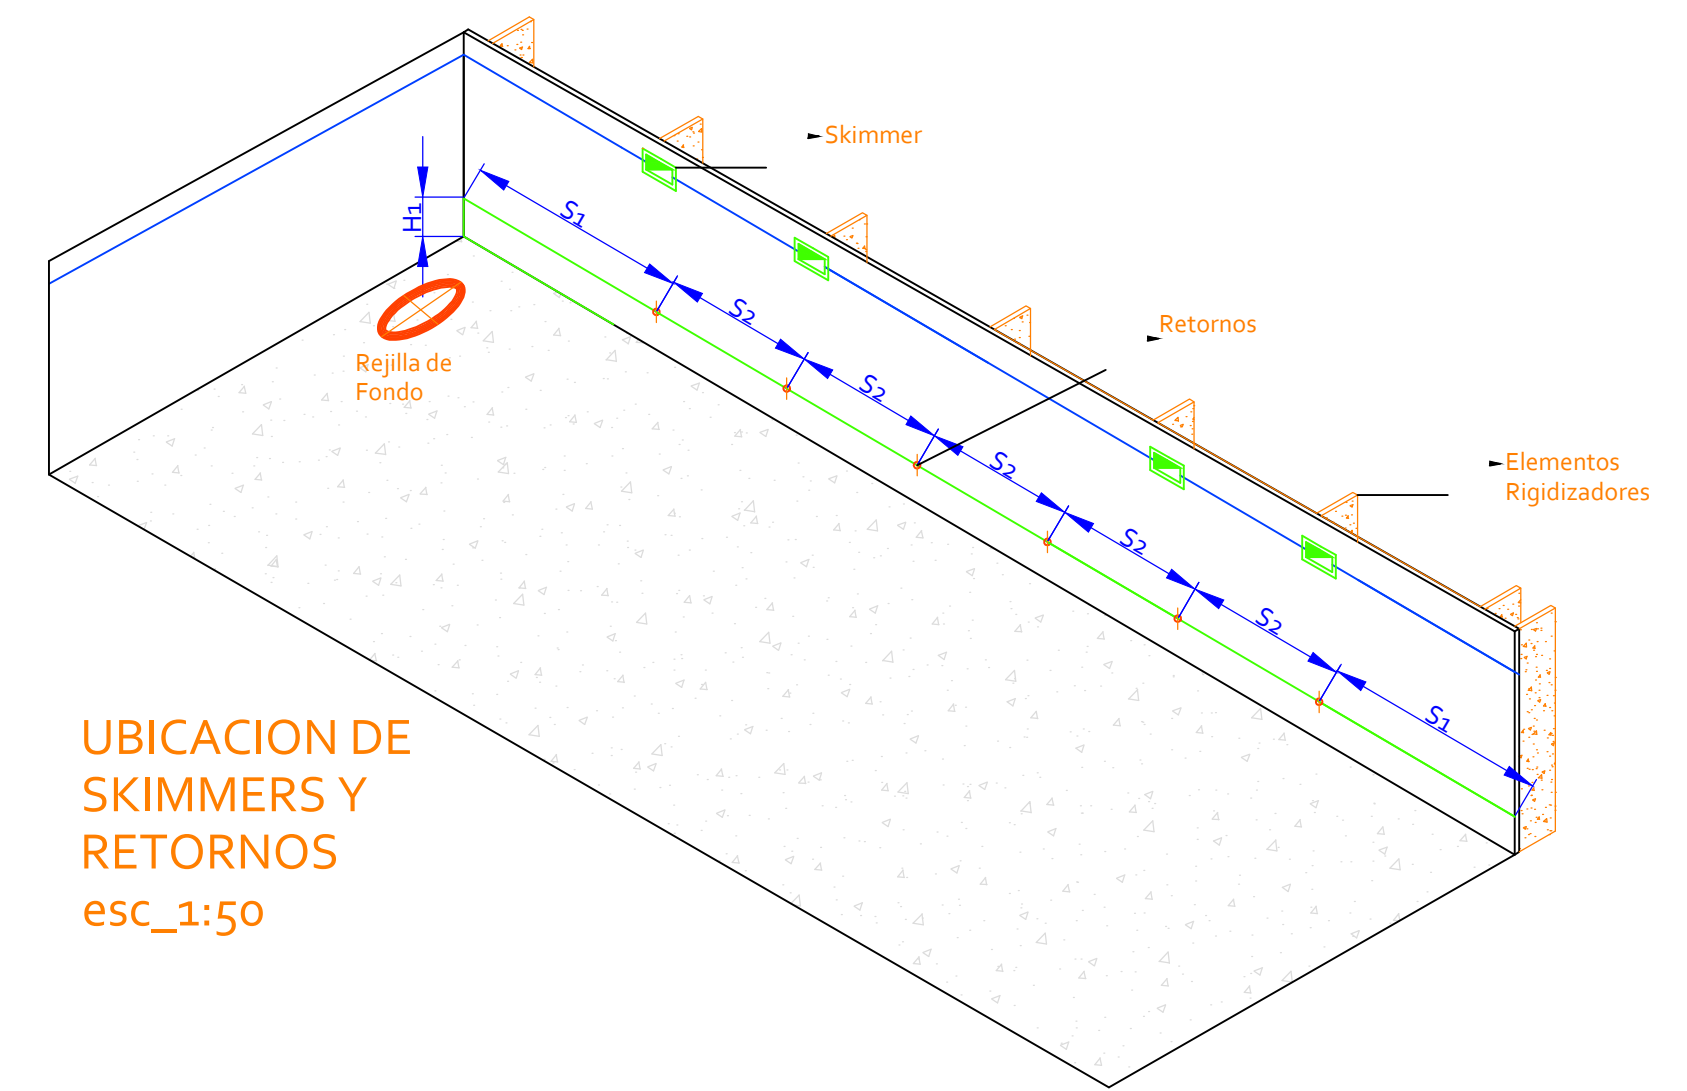 Skimmer
S1
H1
S2
Retornos
Rejilla de
Fondo
S2
S2
Elementos
Rigidizadores
S2
S2
S1
UBICACION DE
SKIMMERS Y
RETORNOS
esc_1:50